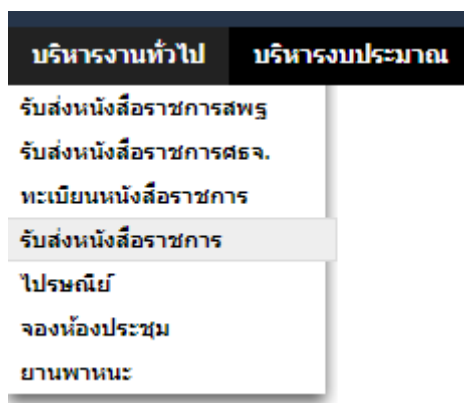 บริหารงานทั่วไป บริหารงบประมาณ
รับส่งหนังสือราชการสพฐ
รับส่งหนังสือราชการศธจ.
ทะเบียนหนังสือราชการ
รับส่งหนังสือราชการ
ไปรษณีย์
จองห้องประชุม
ยานพาหนะ